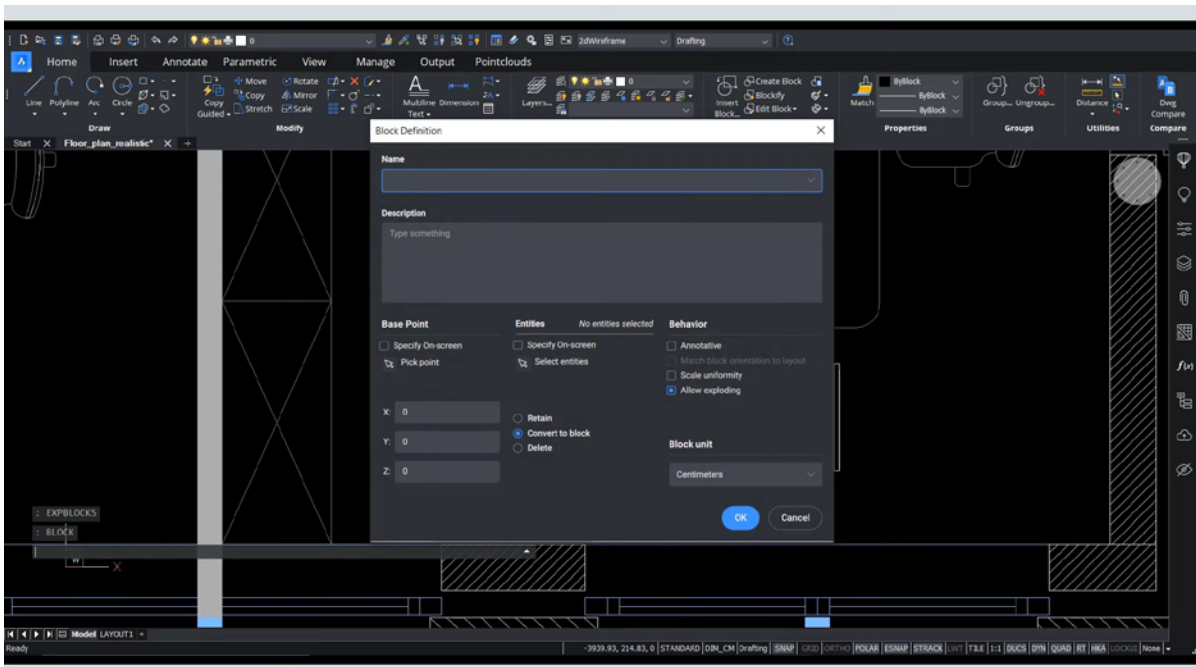 0 2dWireframe Drafting
Home Insert Annotate Parametric View Manage Output Pointclouds
Line Polyline Arc Circle
Draw
Copy Guided
Move Rotate
Copy Mirror
Stretch Scale
Modify
Multiline Text Dimension
Layers... 0
Insert Block...
Create Block
Blockify
Edit Block
Match
ByBlock
ByBlock
ByBlock
Properties
Group... Ungroup...
Groups
Distance
Utilities
Dwg Compare
Compare
Start Floor_plan_realistic*
Block Definition
Name
Description
Type something
Base Point
Specify On-screen
Pick point
X: 0
Y: 0
Z: 0
Entities No entities selected
Specify On-screen
Select entities
Retain
Convert to block
Delete
Behavior
Annotative
Match block orientation to layout
Scale uniformity
Allow exploding
Block unit
Centimeters
OK Cancel
: EXPBLOCKS
: BLOCK
W X
f(x)
Model LAYOUT1 +
Ready -3939.93, 214.83, 0 STANDARD DIM_CM Drafting SNAP GRID ORTHO POLAR ESNAP STRACK LWT TILE 1:1 DUCS DYN QUAD RT HKA LOCKUI None